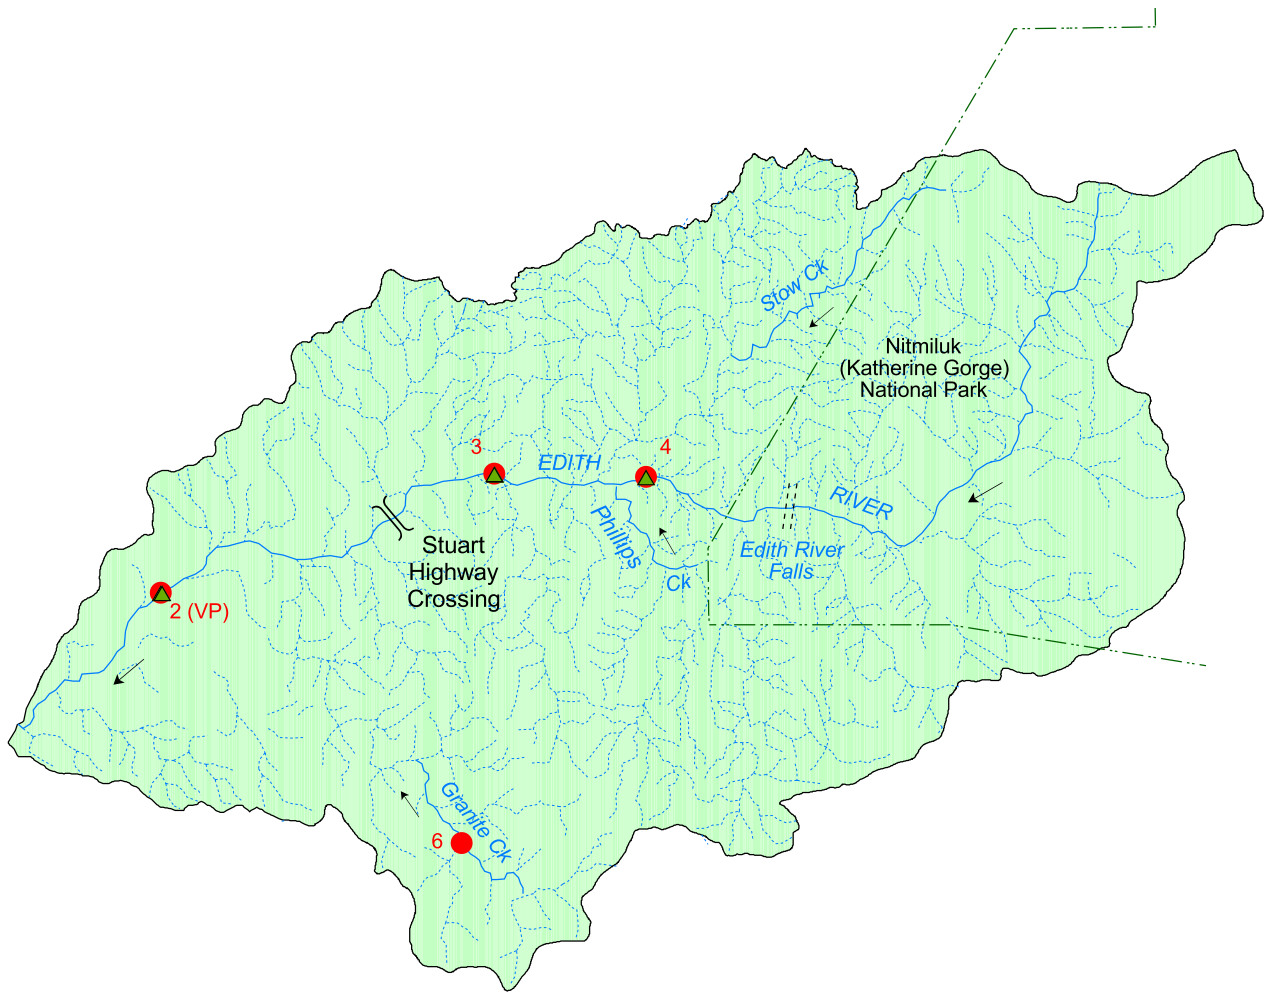 Stow Ck
Nitmiluk
(Katherine Gorge)
National Park
3
EDITH
4
RIVER
Phillips
Ck
Edith River
Falls
Stuart
Highway
Crossing
2 (VP)
Granite Ck
6